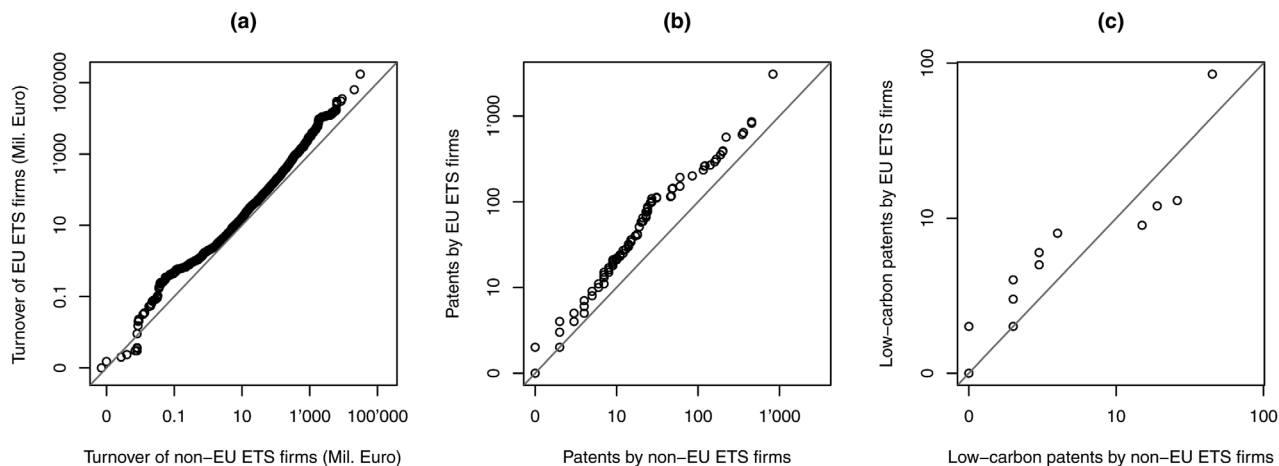 (a)
Turnover of EU ETS firms (Mil. Euro)
100'000
1'000
10
0.1
0
0
0.1
10
1'000
100'000
Turnover of non−EU ETS firms (Mil. Euro)
(b)
Patents by EU ETS firms
1'000
100
10
0
0
10
100
1'000
Patents by non−EU ETS firms
(c)
Low−carbon patents by EU ETS firms
100
10
0
0
10
100
Low−carbon patents by non−EU ETS firms